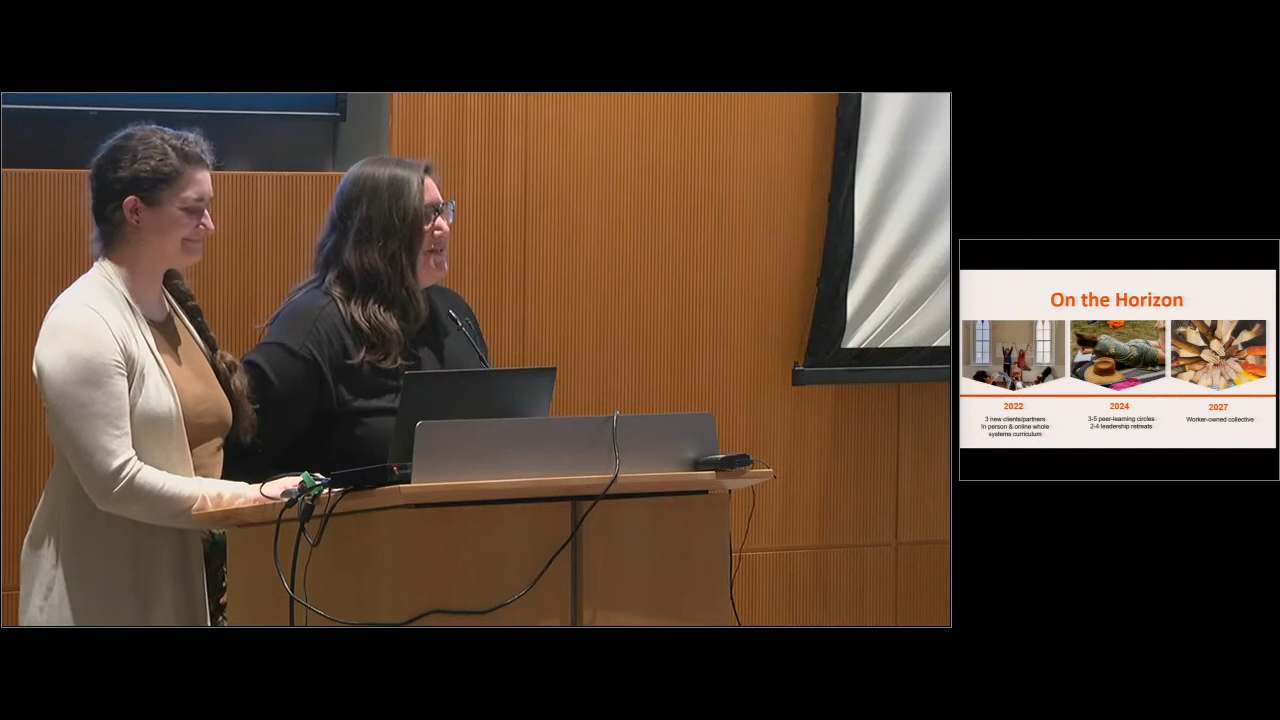 On the Horizon
2022
3 new clients/partners
In person & online whole
systems curriculum
2024
3-5 peer-learning circles
2-4 leadership retreats
2027
Worker-owned collective